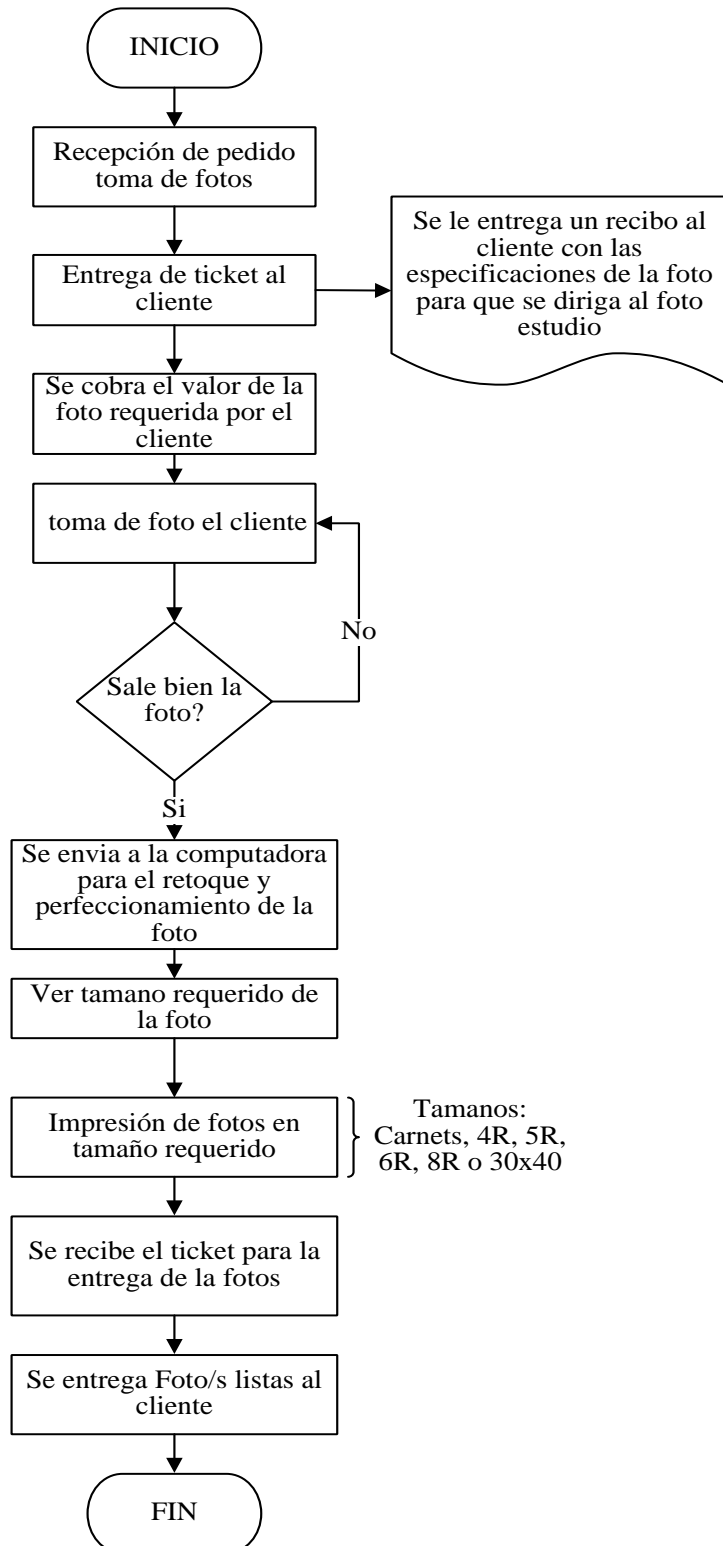 INICIO
Recepción de pedido
toma de fotos
Entrega de ticket al
cliente
Se le entrega un recibo al
cliente con las
especificaciones de la foto
para que se diriga al foto
estudio
Se cobra el valor de la
foto requerida por el
cliente
toma de foto el cliente
No
Sale bien la
foto?
Si
Se envia a la computadora
para el retoque y
perfeccionamiento de la
foto
Ver tamano requerido de
la foto
Impresión de fotos en
tamaño requerido
Tamanos:
Carnets, 4R, 5R,
6R, 8R o 30x40
Se recibe el ticket para la
entrega de la fotos
Se entrega Foto/s listas al
cliente
FIN